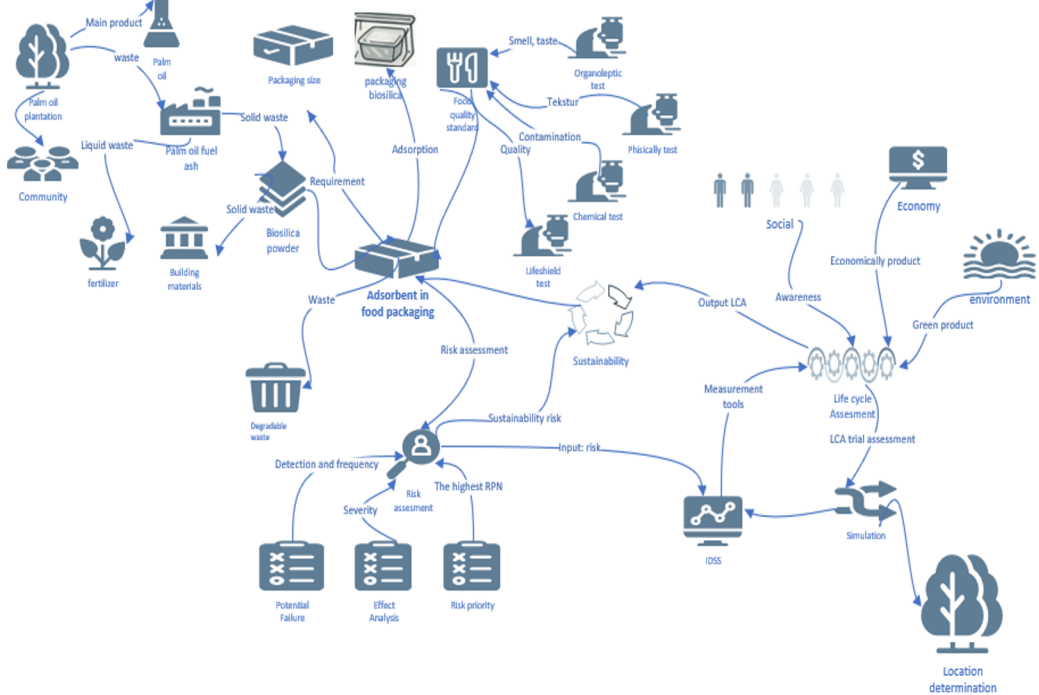 Main product
waste
Palm
oil
Palm oil
plantation
Liquid waste
Palm oil fuel
ash
Community
fertilizer
Building
materials
Solid waste
Solid waste
Biosilica
powder
Packaging size
Requirement
packaging
biosilica
Adsorption
Food
quality
standard
Smell, taste
Organoleptic
test
Tekstur
Phisically test
Contamination
Quality
Chemical test
Lifeshield
test
Adsorbent in
food packaging
Waste
Degradable
waste
Risk assessment
Sustainability
Sustainability risk
Output LCA
Social
Awareness
Economy
Economically product
environment
Green product
Life cycle
Assesment
LCA trial assessment
Measurement
tools
Input: risk
Detection and frequency
Severity
The highest RPN
Risk
assesment
Potential
Failure
Effect
Analysis
Risk priority
IDSS
Simulation
Location
determination